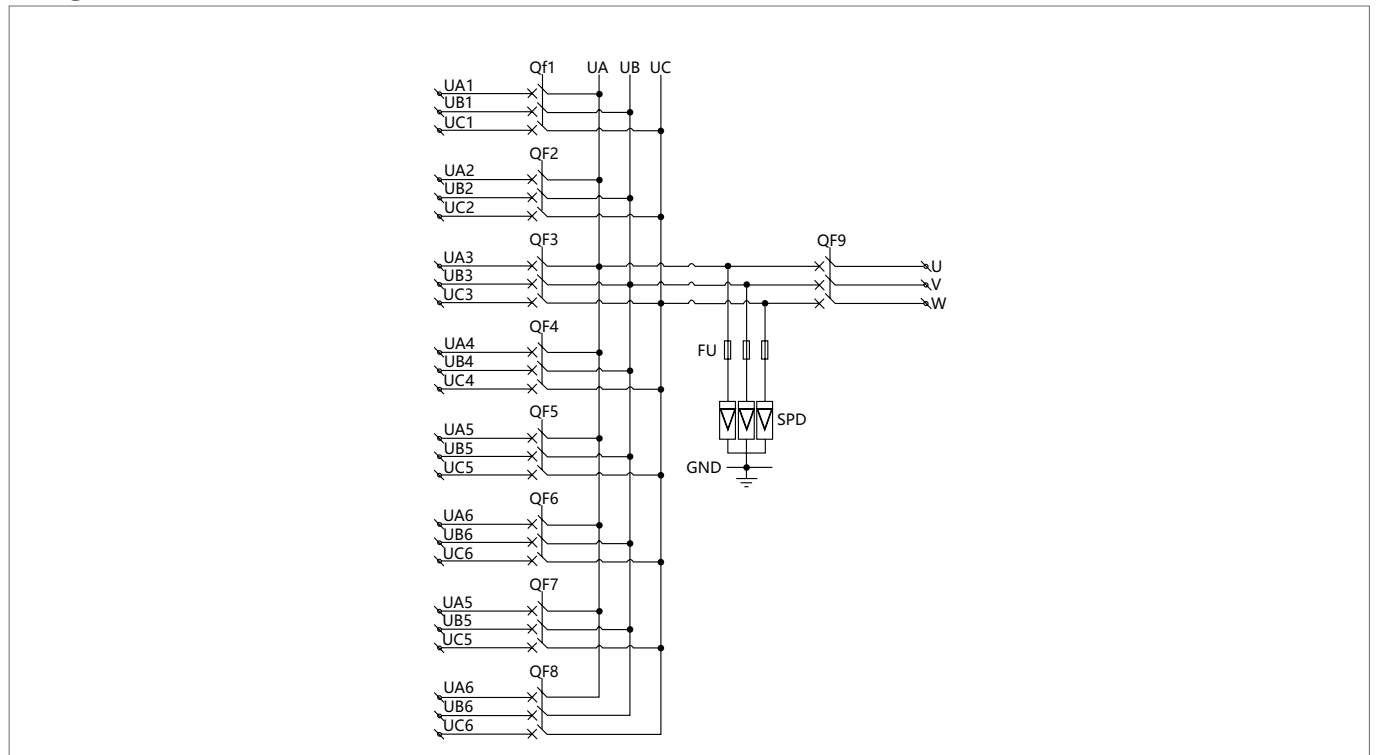 Qf1 UA UB UC
UA1
UB1
UC1
QF2
UA2
UB2
UC2
QF3 QF9
UA3 U
UB3 V
UC3 W
QF4
UA4 FU
UB4
UC4
QF5
UA5 SPD
UB5
UC5 GND
QF6
UA6
UB6
UC6
QF7
UA5
UB5
UC5
QF8
UA6
UB6
UC6